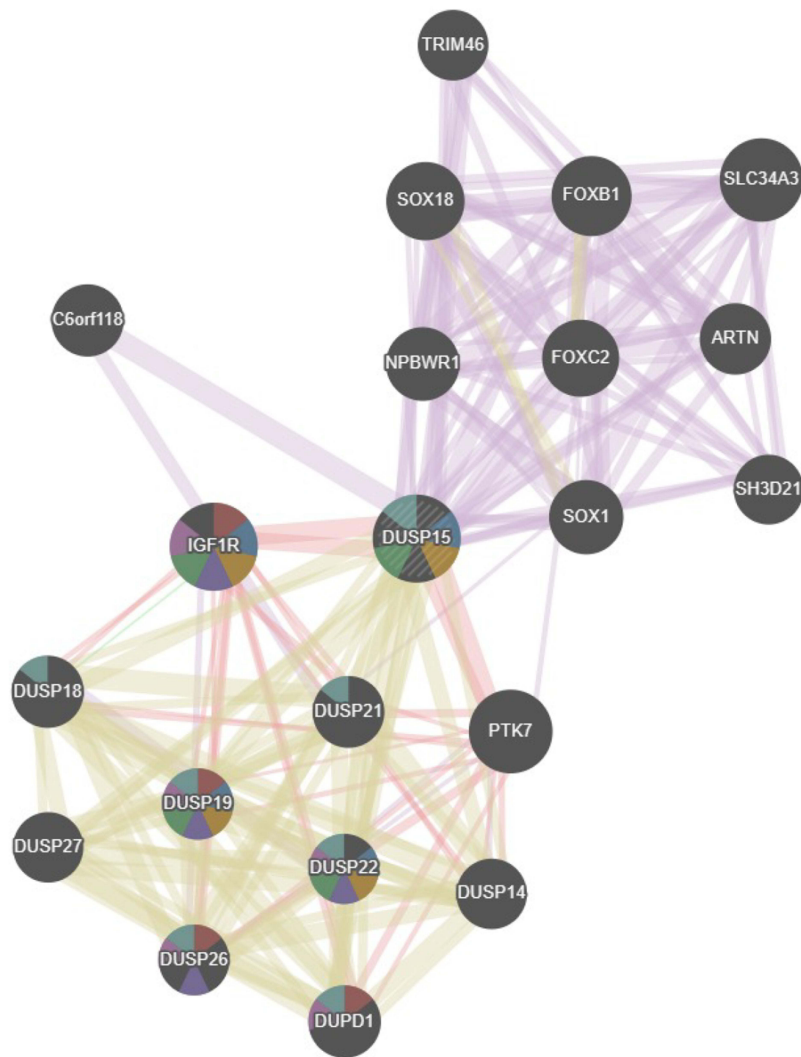 TRIM46
SOX18
FOXB1
SLC34A3
C6orf118
NPBWR1
FOXC2
ARTN
SH3D21
SOX1
IGF1R
DUSP15
DUSP18
DUSP21
PTK7
DUSP19
DUSP27
DUSP22
DUSP14
DUSP26
DUPD1